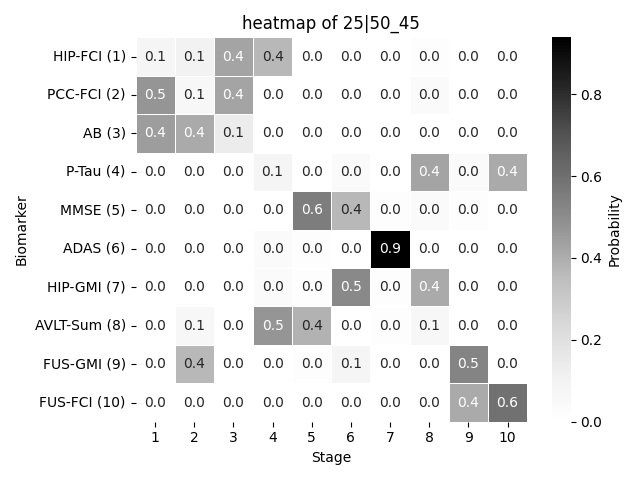 heatmap of 25|50_45
HIP-FCI (1) 0.1 0.1 0.4 0.4 0.0 0.0 0.0 0.0 0.0 0.0
PCC-FCI (2) 0.5 0.1 0.4 0.0 0.0 0.0 0.0 0.0 0.0 0.0
AB (3) 0.4 0.4 0.1 0.0 0.0 0.0 0.0 0.0 0.0 0.0
P-Tau (4) 0.0 0.0 0.0 0.1 0.0 0.0 0.0 0.4 0.0 0.4
MMSE (5) 0.0 0.0 0.0 0.0 0.6 0.4 0.0 0.0 0.0 0.0
ADAS (6) 0.0 0.0 0.0 0.0 0.0 0.0 0.9 0.0 0.0 0.0
HIP-GMI (7) 0.0 0.0 0.0 0.0 0.0 0.5 0.0 0.4 0.0 0.0
AVLT-Sum (8) 0.0 0.1 0.0 0.5 0.4 0.0 0.0 0.1 0.0 0.0
FUS-GMI (9) 0.0 0.4 0.0 0.0 0.0 0.1 0.0 0.0 0.5 0.0
FUS-FCI (10) 0.0 0.0 0.0 0.0 0.0 0.0 0.0 0.0 0.4 0.6
1 2 3 4 5 6 7 8 9 10
Stage
Biomarker
0.8
0.6
0.4
0.2
0.0
Probability